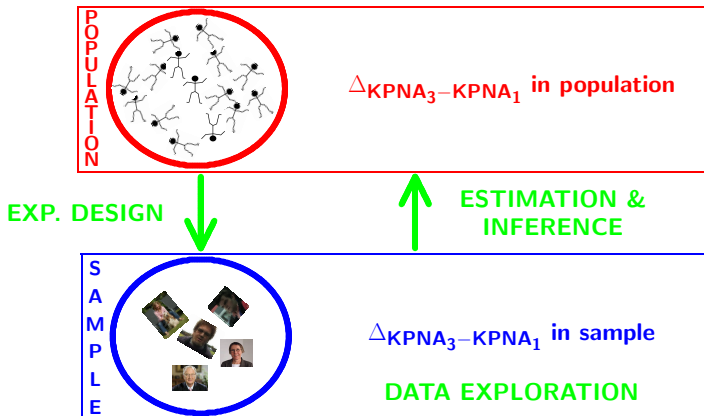 POPULATION
ΔKPNA3−KPNA1 in population
EXP. DESIGN
ESTIMATION &
INFERENCE
SAMPLE
ΔKPNA3−KPNA1 in sample
DATA EXPLORATION